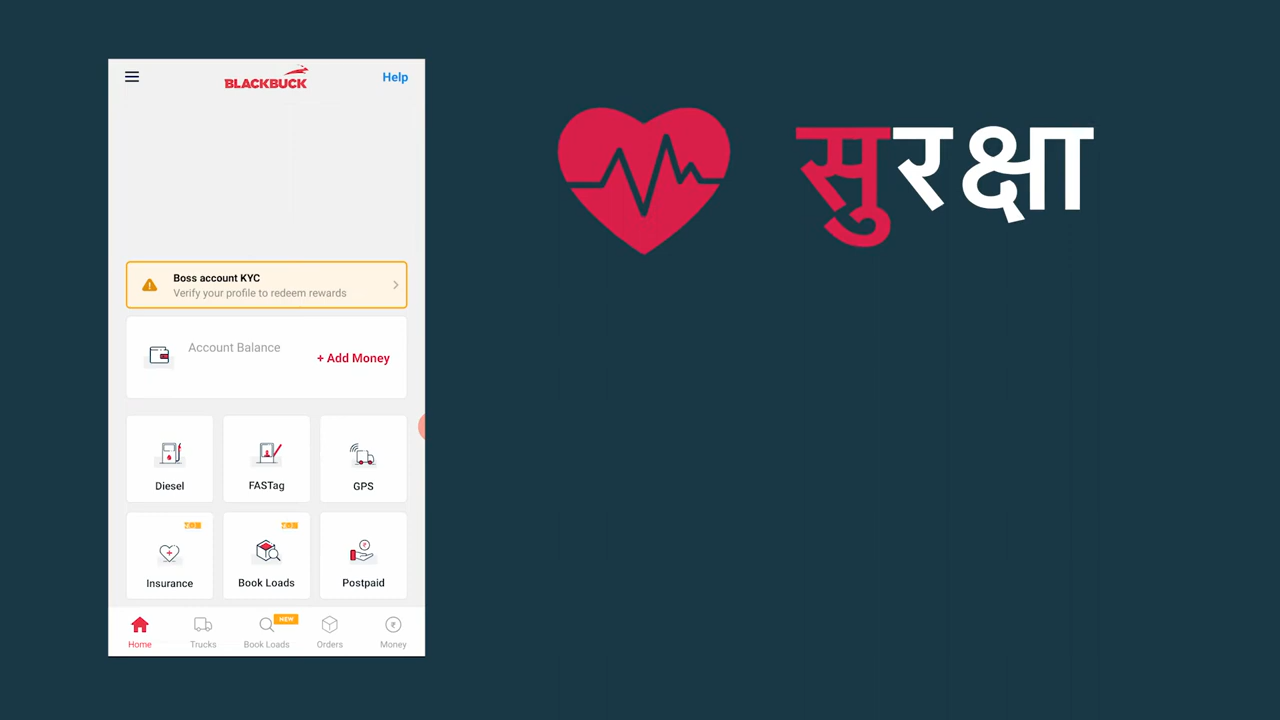 BLACKBUCK
Help
सुरक्षा
Boss account KYC
Verify your profile to redeem rewards
Account Balance
+ Add Money
Diesel
FASTag
GPS
Insurance
Book Loads
Postpaid
NEW
Home
Trucks
Book Loads
Orders
Money